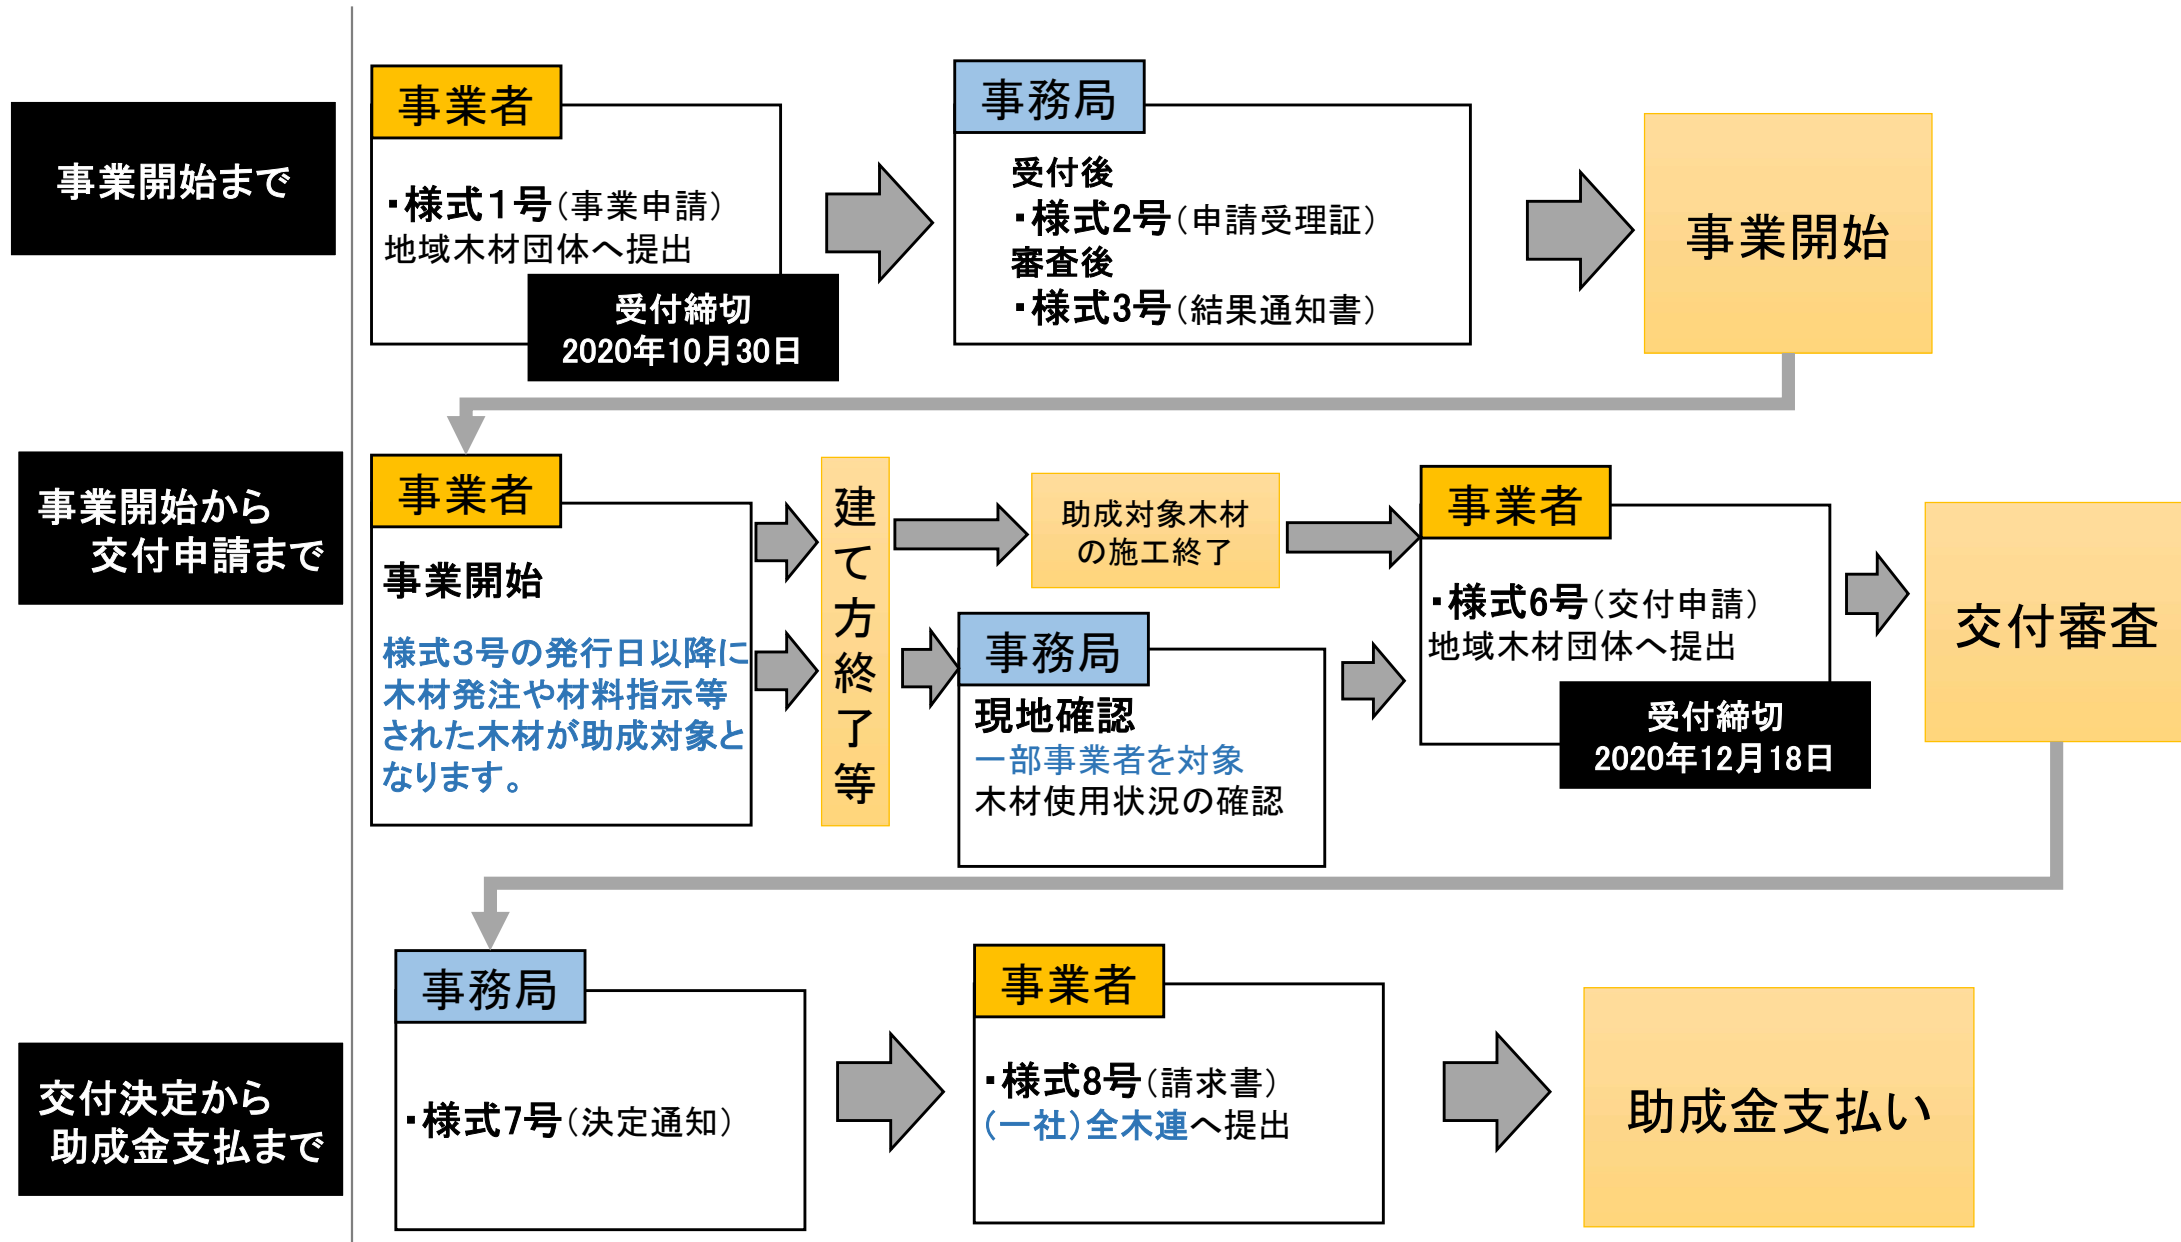 事業開始まで
事業者
・様式1号（事業申請）
地域木材団体へ提出
受付締切
2020年10月30日
事務局
受付後
・様式2号（申請受理証）
審査後
・様式3号（結果通知書）
事業開始
事業開始から
交付申請まで
事業者
事業開始
様式3号の発行日以降に
木材発注や材料指示等
された木材が助成対象と
なります。
建て方終了等
助成対象木材
の施工終了
事務局
現地確認
一部事業者を対象
木材使用状況の確認
事業者
・様式6号（交付申請）
地域木材団体へ提出
受付締切
2020年12月18日
交付審査
交付決定から
助成金支払まで
事務局
・様式7号（決定通知）
事業者
・様式8号（請求書）
（一社）全木連へ提出
助成金支払い